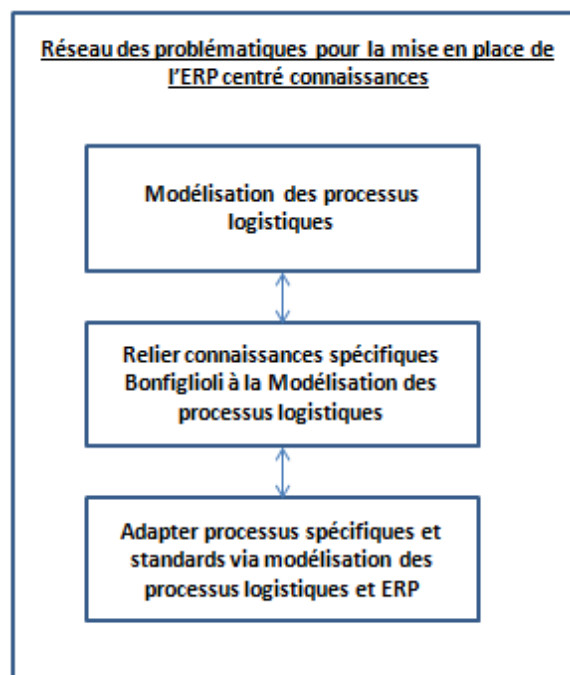 Réseau des problématiques pour la mise en place de
l'ERP centré connaissances
Modélisation des processus
logistiques
Relier connaissances spécifiques
Bonfiglioli à la Modélisation des
processus logistiques
Adapter processus spécifiques et
standards via modélisation des
processus logistiques et ERP